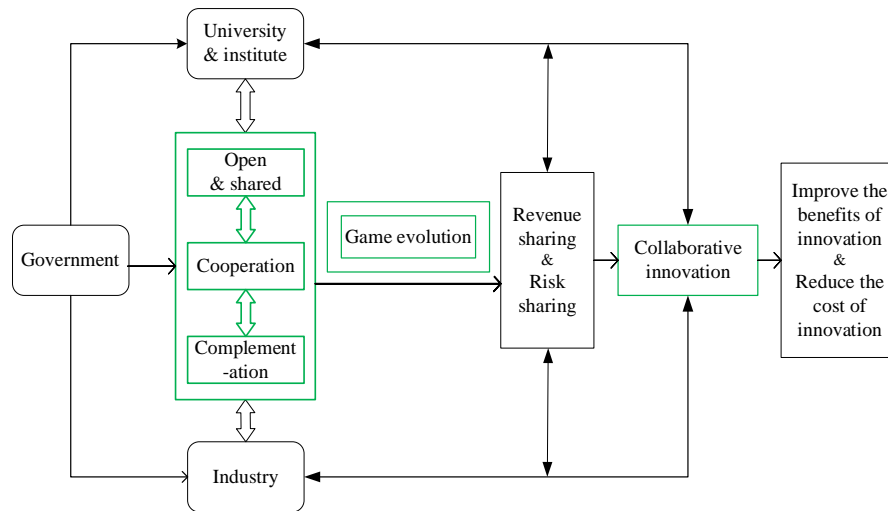 University
& institute
Open
& shared
Game evolution
Government
Cooperation
Complement
-ation
Industry
Revenue
sharing
&
Risk
sharing
Collaborative
innovation
Improve the
benefits of
innovation
&
Reduce the
cost of
innovation